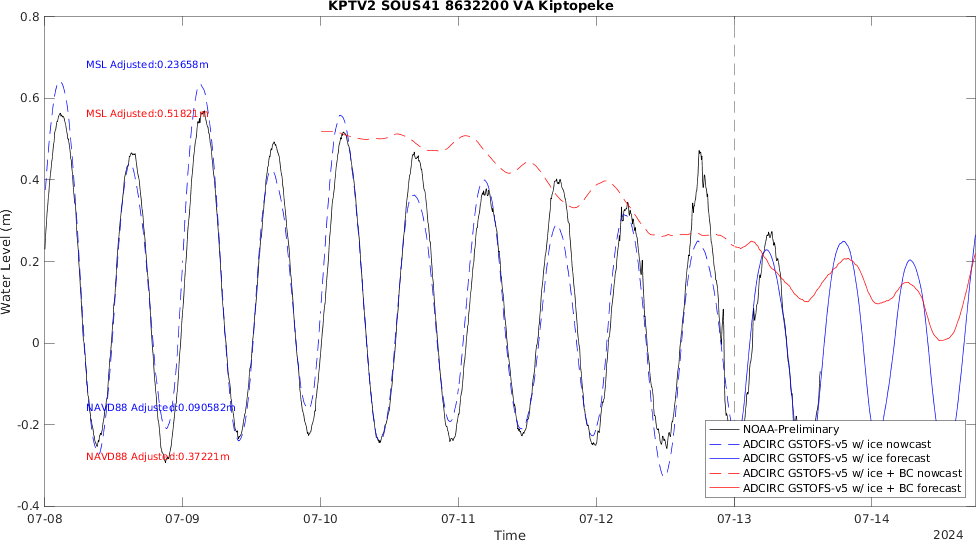 KPTV2 SOUS41 8632200 VA Kiptopeke
0.8
0.6
0.4
0.2
0
-0.2
-0.4
Water Level (m)
MSL Adjusted:0.23658m
MSL Adjusted:0.51821m
NAVD88 Adjusted:0.090582m
NAVD88 Adjusted:0.37221m
NOAA-Preliminary
ADCIRC GSTOFS-v5 w/ ice nowcast
ADCIRC GSTOFS-v5 w/ ice forecast
ADCIRC GSTOFS-v5 w/ ice + BC nowcast
ADCIRC GSTOFS-v5 w/ ice + BC forecast
07-08 07-09 07-10 07-11 07-12 07-13 07-14
Time
2024